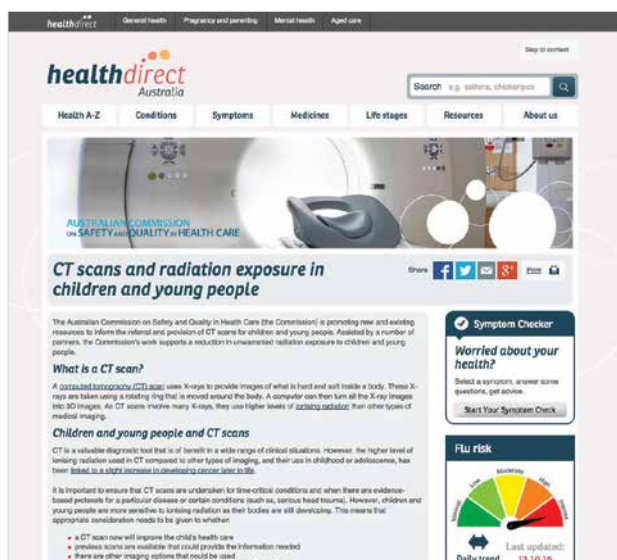 healthdirect
General health Pregnancy and parenting Mental health Aged care
Skip to content
healthdirect
Australia
Search e.g. asthma, chickenpox
Health A-Z Conditions Symptoms Medicines Life stages Resources About us
AUSTRALIAN COMMISSION
ON SAFETY AND QUALITY IN HEALTH CARE
CT scans and radiation exposure in
children and young people
Share
Print
The Australian Commission on Safety and Quality in Health Care (the Commission) is promoting new and existing
resources to inform the referral and provision of CT scans for children and young people. Assisted by a number of
partners, the Commission's work supports a reduction in unwarranted radiation exposure to children and young
people.
What is a CT scan?
A computed tomography (CT) scan uses X-rays to provide images of what is hard and soft inside a body. These X-
rays are taken using a rotating ring that is moved around the body. A computer can then turn all the X-ray images
into 3D images. As CT scans involve many X-rays, they use higher levels of ionising radiation than other types of
medical imaging.
Children and young people and CT scans
CT is a valuable diagnostic tool that is of benefit in a wide range of clinical situations. However, the higher level of
ionising radiation used in CT compared to other types of imaging, and their use in childhood or adolescence, has
been linked to a slight increase in developing cancer later in life.
It is important to ensure that CT scans are undertaken for time-critical conditions and when there are evidence-
based protocols for a particular disease or certain conditions (such as, serious head trauma). However, children and
young people are more sensitive to ionising radiation as their bodies are still developing. This means that
appropriate consideration needs to be given to whether:
a CT scan now will improve the child's health care
previous scans are available that could provide the information needed
there are other imaging options that could be used
Symptom Checker
Worried about your
health?
Select a symptom, answer some
questions, get advice.
Start Your Symptom Check
Flu risk
Minimal Low Moderate High Intense
Last updated:
Daily trend 13.10.15